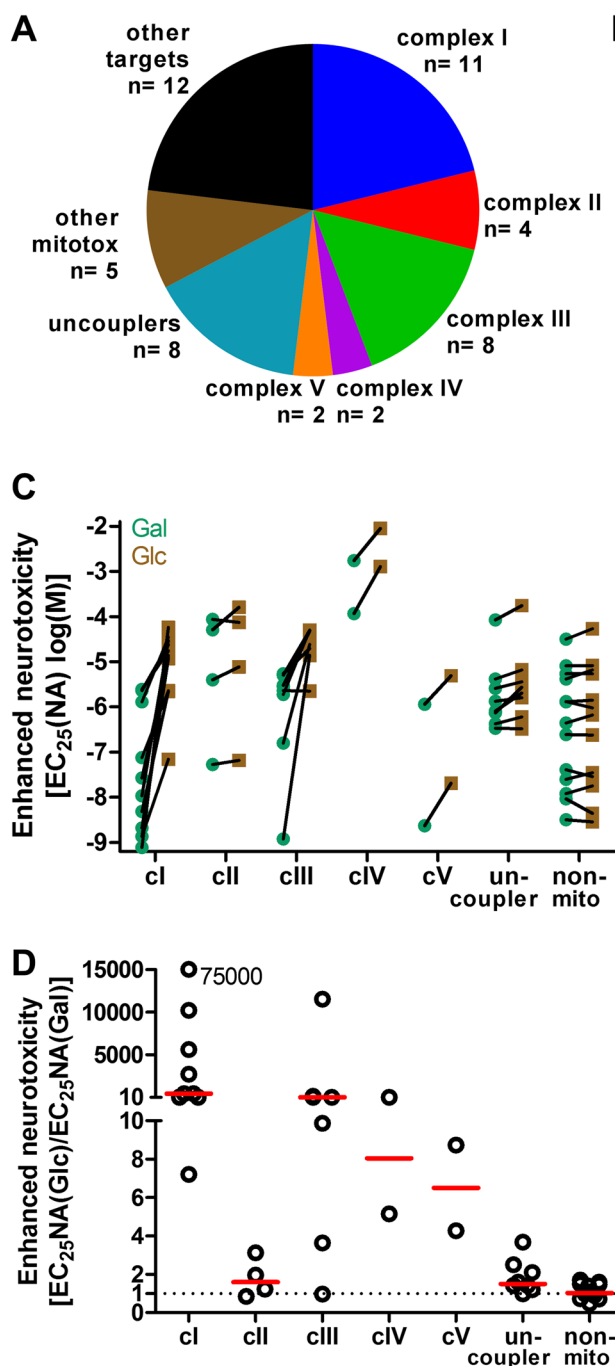 A
other
targets
n= 12
complex I
n= 11
complex II
n= 4
other
mitotox
n= 5
complex III
n= 8
uncouplers
n= 8
complex V
n= 2
complex IV
n= 2
C
Enhanced neurotoxicity
[EC25(NA) log(M)]
Gal
Glc
-2
-3
-4
-5
-6
-7
-8
-9
cI
cII
cIII
cIV
cV
un-
coupler
non-
mito
D
Enhanced neurotoxicity
[EC25NA(Glc)/EC25NA(Gal)]
15000
75000
10000
5000
10
10
8
6
4
2
1
0
cI
cII
cIII
cIV
cV
un-
coupler
non-
mito